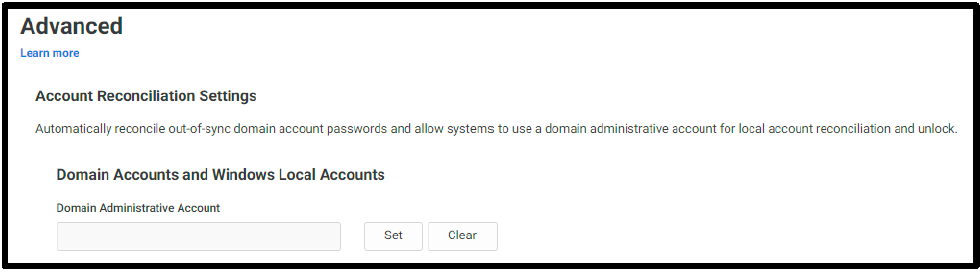 Advanced
Learn more
Account Reconciliation Settings
Automatically reconcile out-of-sync domain account passwords and allow systems to use a domain administrative account for local account reconciliation and unlock.
Domain Accounts and Windows Local Accounts
Domain Administrative Account
Set Clear